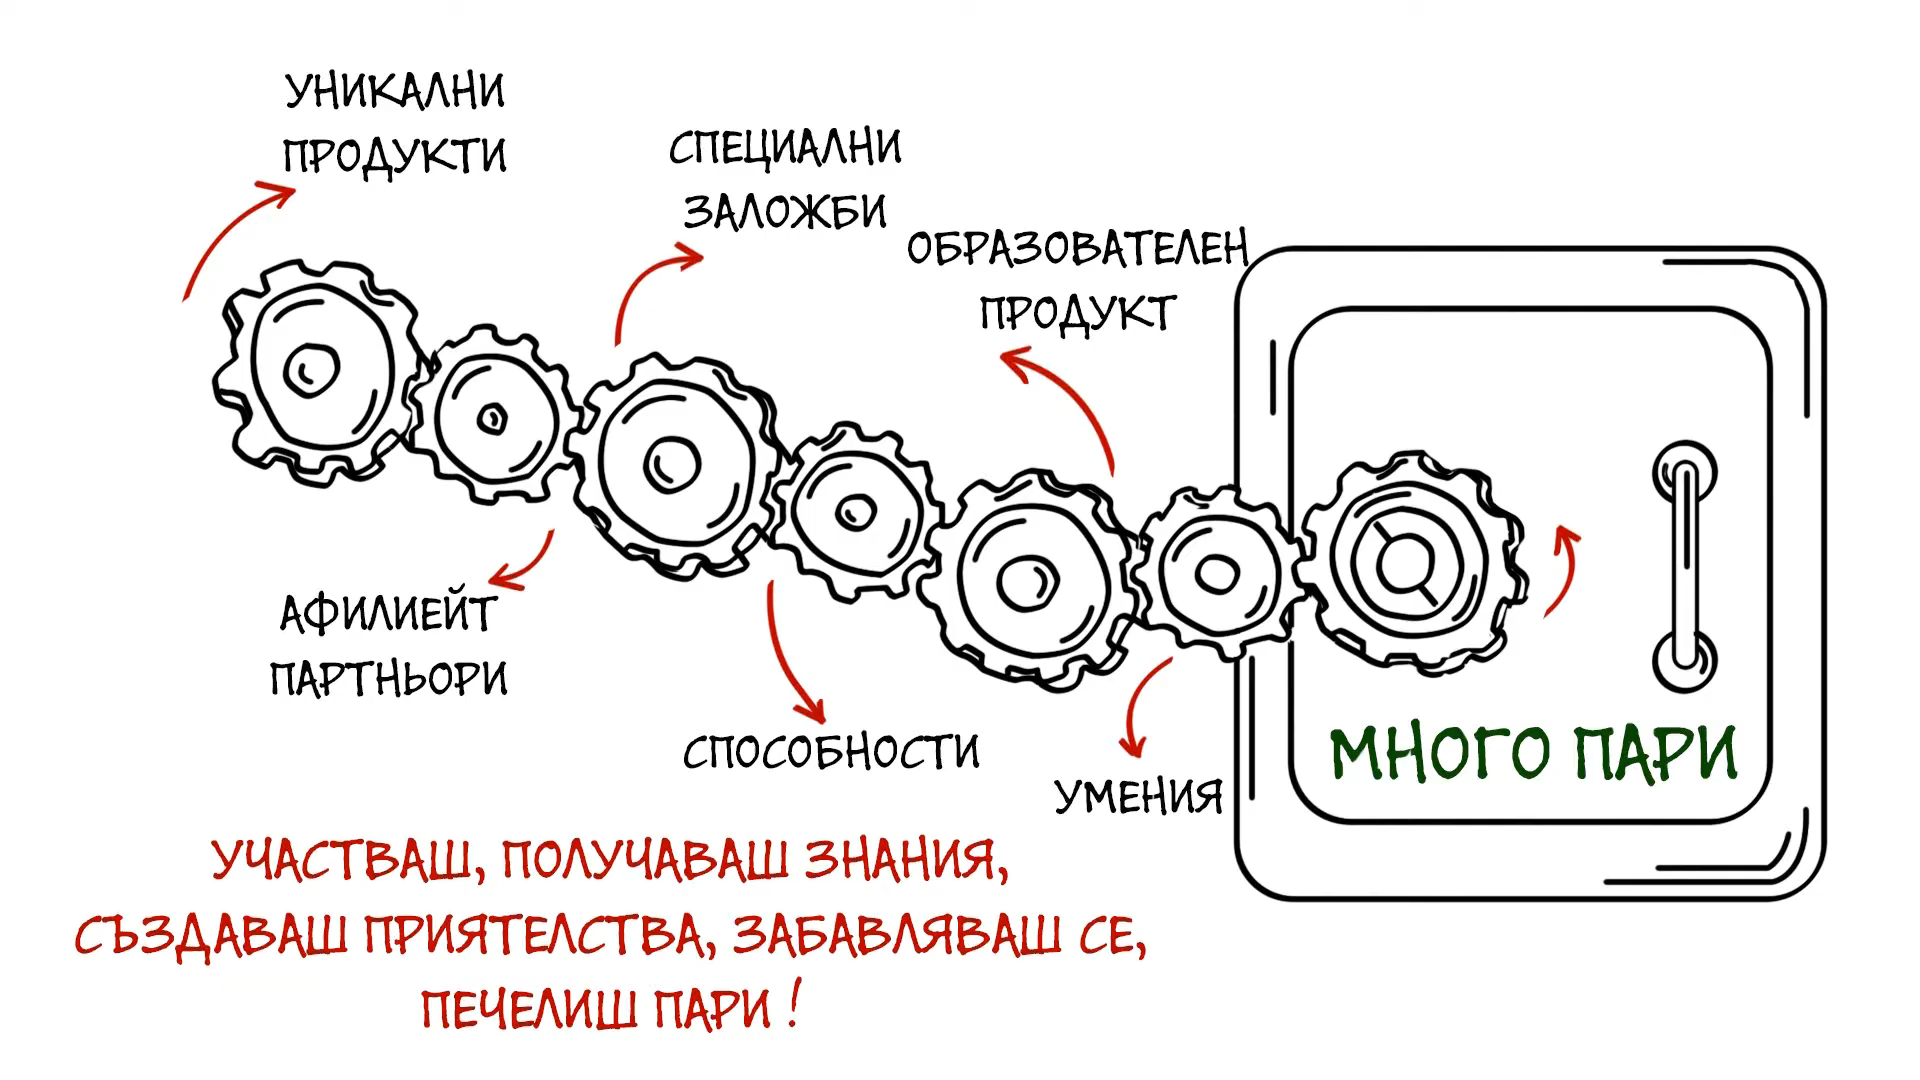 УНИКАЛНИ
ПРОДУКТИ
СПЕЦИАЛНИ
ЗАЛОЖБИ
ОБРАЗОВАТЕЛЕН
ПРОДУКТ
АФИЛИЕЙТ
ПАРТНЬОРИ
СПОСОБНОСТИ
УМЕНИЯ
МНОГО ПАРИ
УЧАСТВАШ, ПОЛУЧАВАШ ЗНАНИЯ,
СЪЗДАВАШ ПРИЯТЕЛСТВА, ЗАБАВЛЯВАШ СЕ,
ПЕЧЕЛИШ ПАРИ !